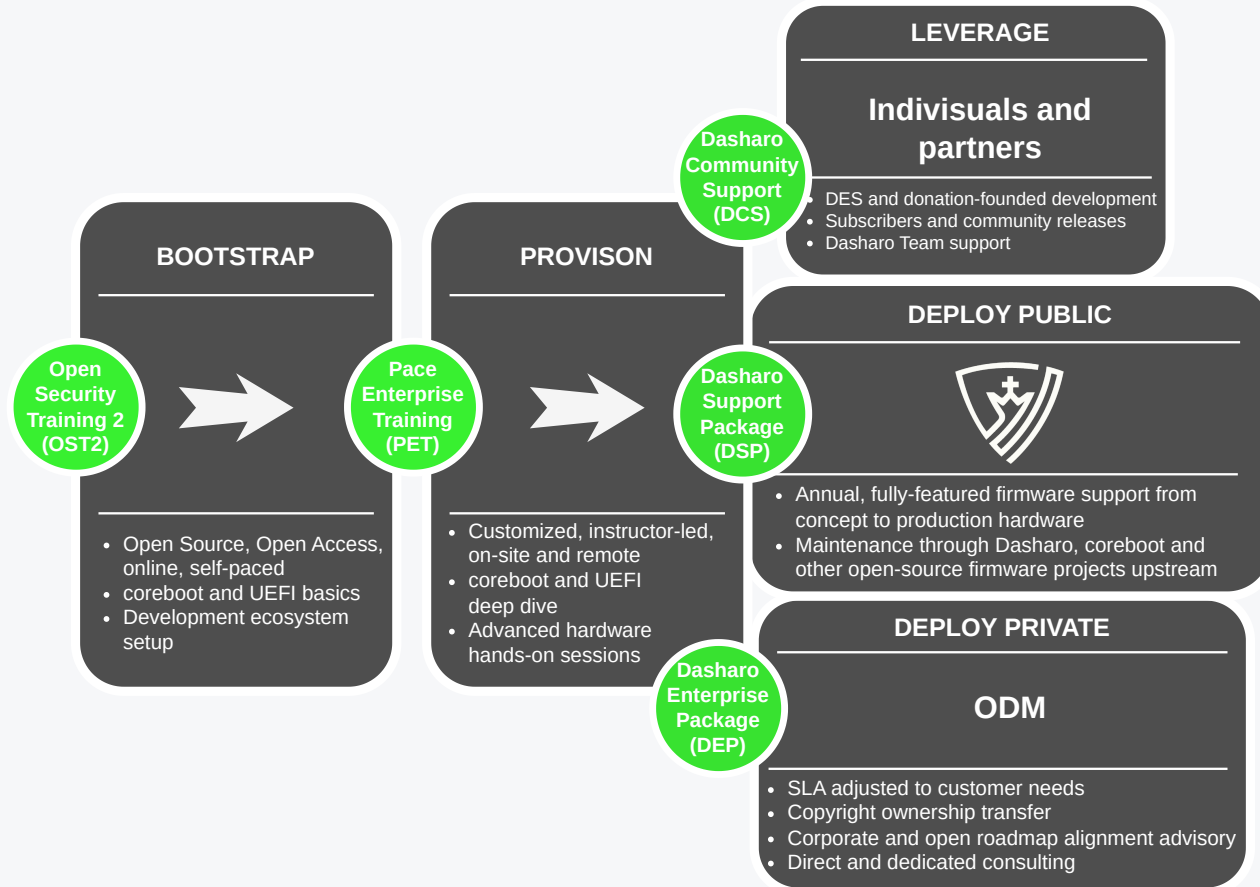 Open
Security
Training 2
(OST2)
BOOTSTRAP
• Open Source, Open Access,
online, self-paced
• coreboot and UEFI basics
• Development ecosystem
setup
Pace
Enterprise
Training
(PET)
PROVISON
• Customized, instructor-led,
on-site and remote
• coreboot and UEFI
deep dive
• Advanced hardware
hands-on sessions
Dasharo
Community
Support
(DCS)
LEVERAGE
Indivisuals and
partners
• DES and donation-founded development
• Subscribers and community releases
• Dasharo Team support
Dasharo
Support
Package
(DSP)
DEPLOY PUBLIC
• Annual, fully-featured firmware support from
concept to production hardware
• Maintenance through Dasharo, coreboot and
other open-source firmware projects upstream
Dasharo
Enterprise
Package
(DEP)
DEPLOY PRIVATE
ODM
• SLA adjusted to customer needs
• Copyright ownership transfer
• Corporate and open roadmap alignment advisory
• Direct and dedicated consulting